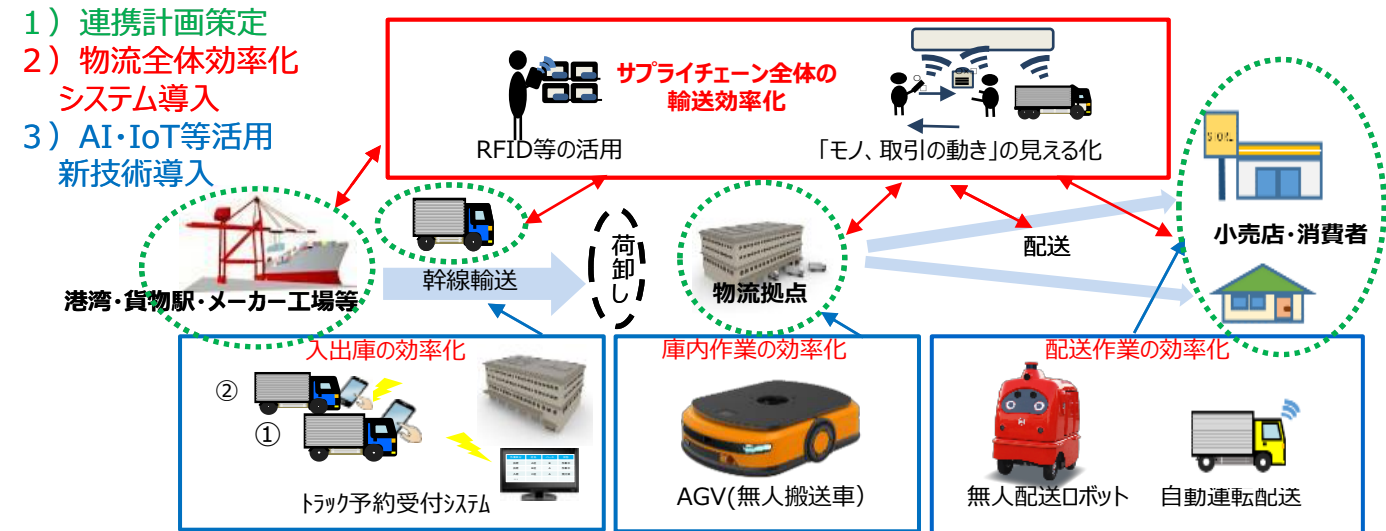 １）連携計画策定
２）物流全体効率化
システム導入
３）AI・IoT等活用
新技術導入
サプライチェーン全体の
輸送効率化
RFID等の活用
「モノ、取引の動き」の見える化
港湾・貨物駅・メーカー工場等
幹線輸送
荷卸し
物流拠点
配送
小売店・消費者
入出庫の効率化
②
①
トラック予約受付システム
庫内作業の効率化
AGV(無人搬送車）
配送作業の効率化
無人配送ロボット
自動運転配送